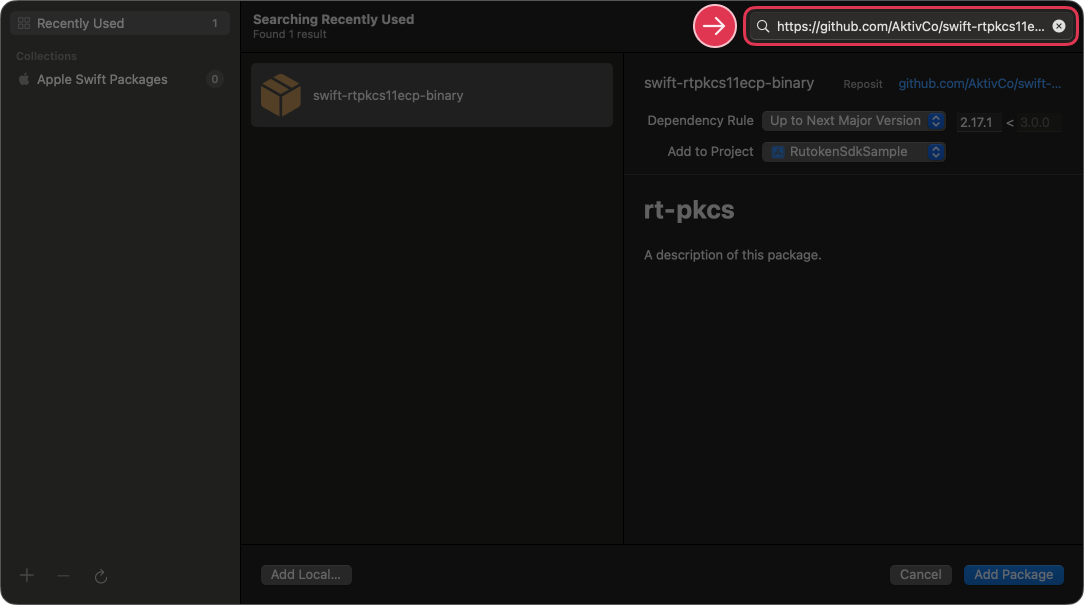 Recently Used 1
Collections
Apple Swift Packages 0
Searching Recently Used
Found 1 result
https://github.com/AktivCo/swift-rtpkcs11e...
swift-rtpkcs11ecp-binary
swift-rtpkcs11ecp-binary Reposit github.com/AktivCo/swift-...
Dependency Rule Up to Next Major Version 2.17.1 < 3.0.0
Add to Project RutokenSdkSample
rt-pkcs
A description of this package.
Add Local... Cancel Add Package